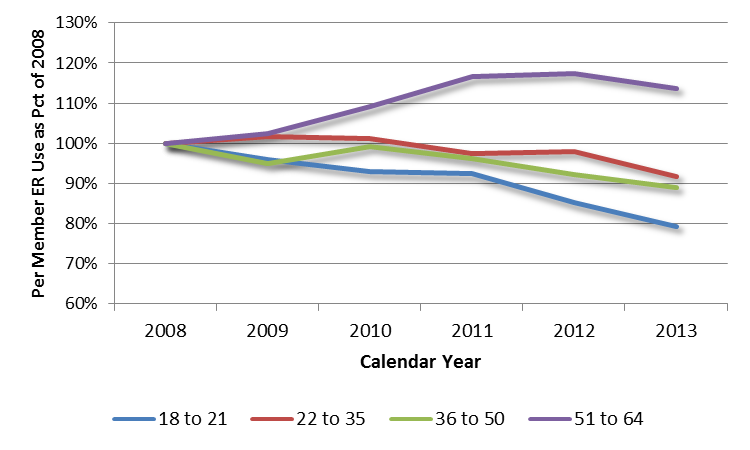 Per Member ER Use as Pct of 2008
130%
120%
110%
100%
90%
80%
70%
60%
2008 2009 2010 2011 2012 2013
Calendar Year
18 to 21 22 to 35 36 to 50 51 to 64